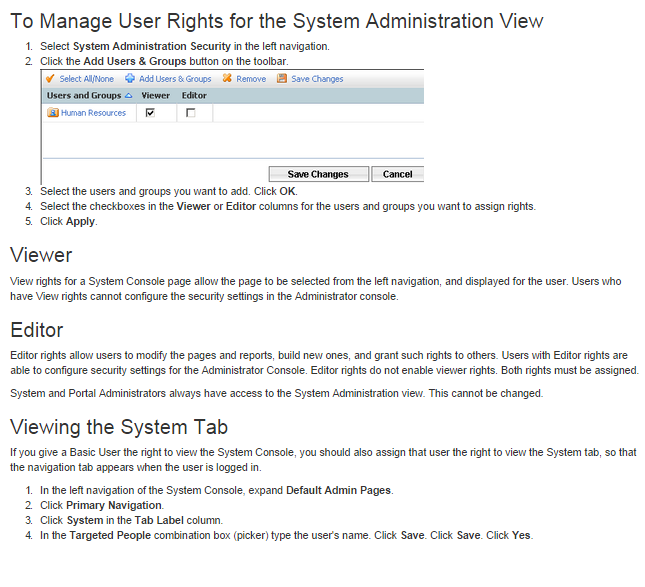 To Manage User Rights for the System Administration View
1. Select System Administration Security in the left navigation.
2. Click the Add Users & Groups button on the toolbar.
Select All/None Add Users & Groups Remove Save Changes
Users and Groups Viewer Editor
Human Resources
Save Changes Cancel
3. Select the users and groups you want to add. Click OK.
4. Select the checkboxes in the Viewer or Editor columns for the users and groups you want to assign rights.
5. Click Apply.
Viewer
View rights for a System Console page allow the page to be selected from the left navigation, and displayed for the user. Users who
have View rights cannot configure the security settings in the Administrator console.
Editor
Editor rights allow users to modify the pages and reports, build new ones, and grant such rights to others. Users with Editor rights are
able to configure security settings for the Administrator Console. Editor rights do not enable viewer rights. Both rights must be assigned.
System and Portal Administrators always have access to the System Administration view. This cannot be changed.
Viewing the System Tab
If you give a Basic User the right to view the System Console, you should also assign that user the right to view the System tab, so that
the navigation tab appears when the user is logged in.
1. In the left navigation of the System Console, expand Default Admin Pages.
2. Click Primary Navigation.
3. Click System in the Tab Label column.
4. In the Targeted People combination box (picker) type the user's name. Click Save. Click Save. Click Yes.